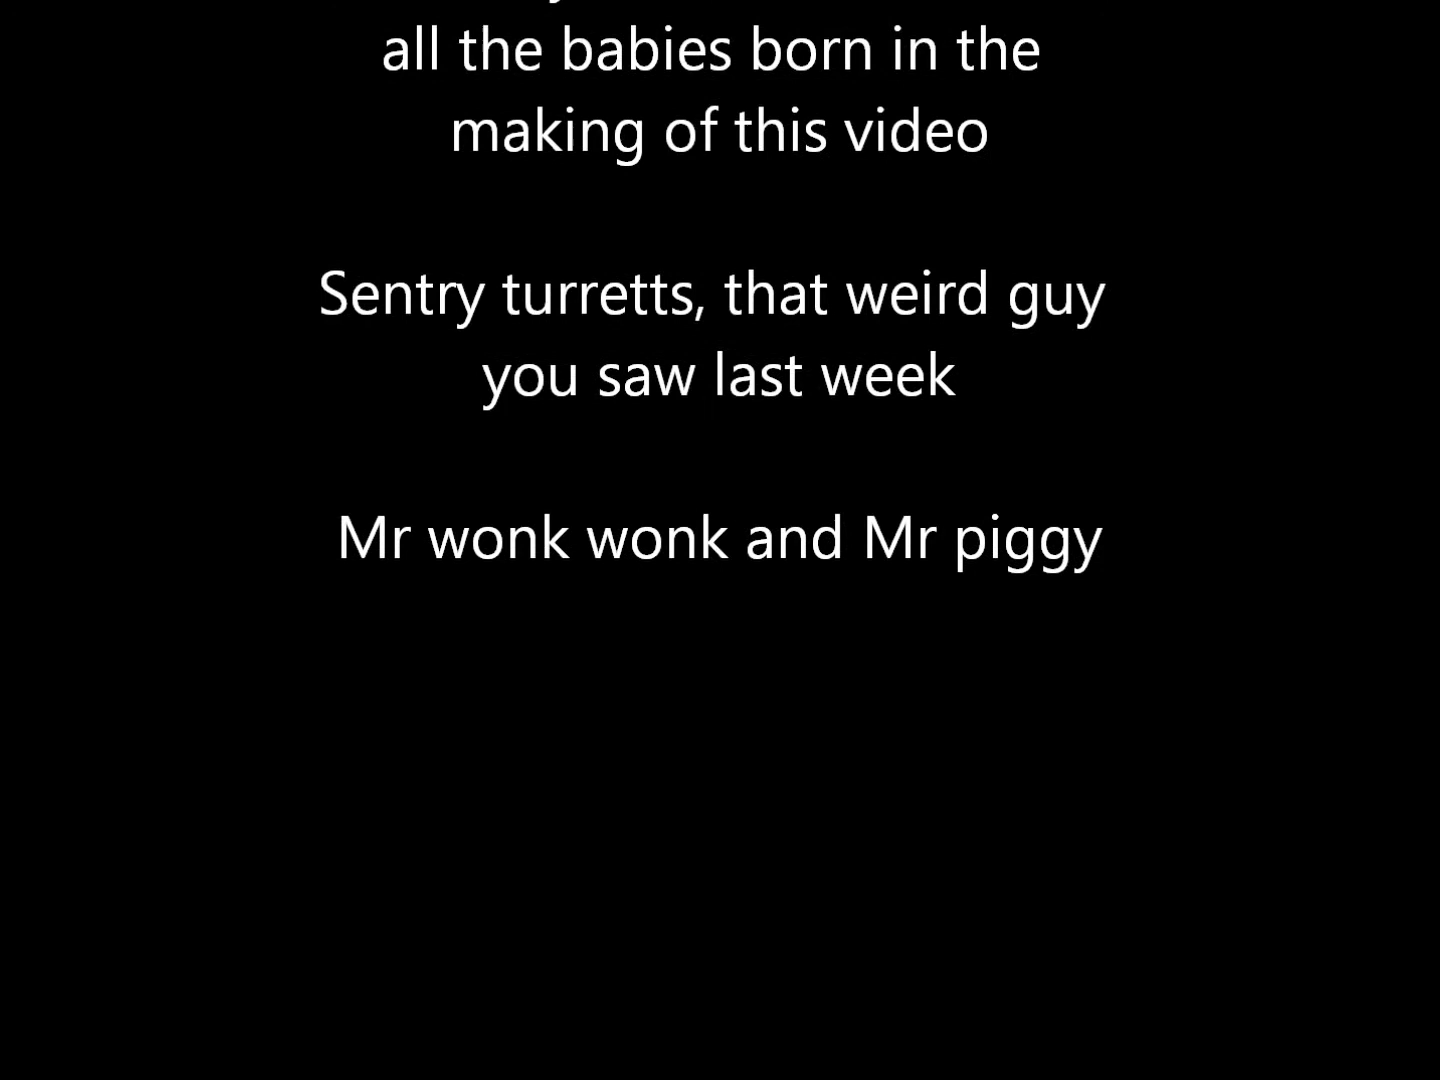 all the babies born in the
making of this video
Sentry turretts, that weird guy
you saw last week
Mr wonk wonk and Mr piggy